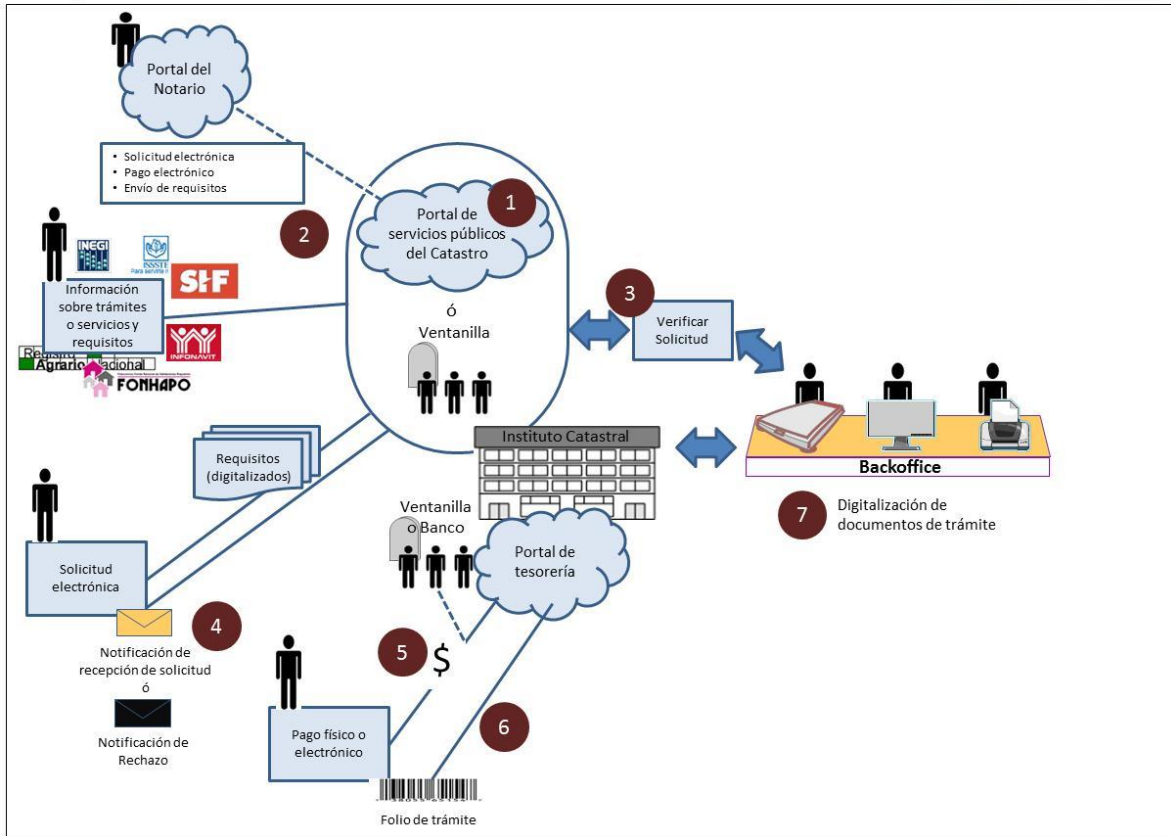 Portal del
Notario
• Solicitud electrónica
• Pago electrónico
• Envío de requisitos
1
Portal de
servicios públicos
del Catastro
2
INEGI
ISSSTE
SHF
Información
sobre trámites
o servicios y
requisitos
INFONAVIT
Registro
Agrario Nacional
FONHAPO
ó
Ventanilla
3
Verificar
Solicitud
Instituto Catastral
Backoffice
7
Digitalización de
documentos de trámite
Requisitos
(digitalizados)
Ventanilla
o Banco
Portal de
tesorería
Solicitud
electrónica
4
Notificación de
recepción de solicitud
ó
Notificación de
Rechazo
5
$
6
Pago físico o
electrónico
Folio de trámite